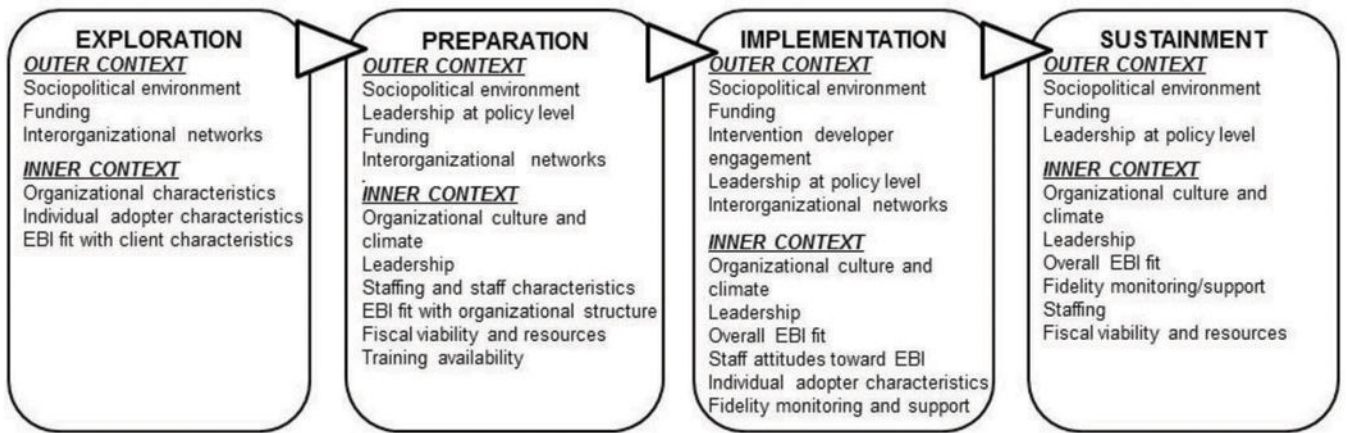 EXPLORATION
OUTER CONTEXT
Sociopolitical environment
Funding
Interorganizational networks
INNER CONTEXT
Organizational characteristics
Individual adopter characteristics
EBI fit with client characteristics
PREPARATION
OUTER CONTEXT
Sociopolitical environment
Leadership at policy level
Funding
Interorganizational networks
.
INNER CONTEXT
Organizational culture and
climate
Leadership
Staffing and staff characteristics
EBI fit with organizational structure
Fiscal viability and resources
Training availability
IMPLEMENTATION
OUTER CONTEXT
Sociopolitical environment
Funding
Intervention developer
engagement
Leadership at policy level
Interorganizational networks
INNER CONTEXT
Organizational culture and
climate
Leadership
Overall EBI fit
Staff attitudes toward EBI
Individual adopter characteristics
Fidelity monitoring and support
SUSTAINMENT
OUTER CONTEXT
Sociopolitical environment
Funding
Leadership at policy level
INNER CONTEXT
Organizational culture and
climate
Leadership
Overall EBI fit
Fidelity monitoring/support
Staffing
Fiscal viability and resources